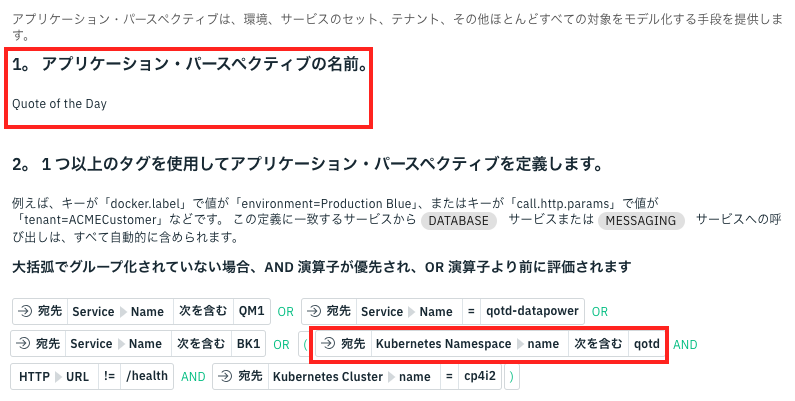 アプリケーション・パースペクティブは、環境、サービスのセット、テナント、その他ほとんどすべての対象をモデル化する手段を提供しま
す。
1。 アプリケーション・パースペクティブの名前。
Quote of the Day
2。 1 つ以上のタグを使用してアプリケーション・パースペクティブを定義します。
例えば、キーが「docker.label」で値が「environment=Production Blue」、またはキーが「call.http.params」で値が
「tenant=ACMECustomer」などです。 この定義に一致するサービスから DATABASE サービスまたは MESSAGING サービスへの呼
び出しは、すべて自動的に含められます。
大括弧でグループ化されていない場合、AND 演算子が優先され、OR 演算子より前に評価されます
宛先 Service Name 次を含む QM1 OR 宛先 Service Name = qotd-datapower OR
宛先 Service Name 次を含む BK1 OR ( 宛先 Kubernetes Namespace name 次を含む qotd AND
HTTP URL != /health AND 宛先 Kubernetes Cluster name = cp4i2 )